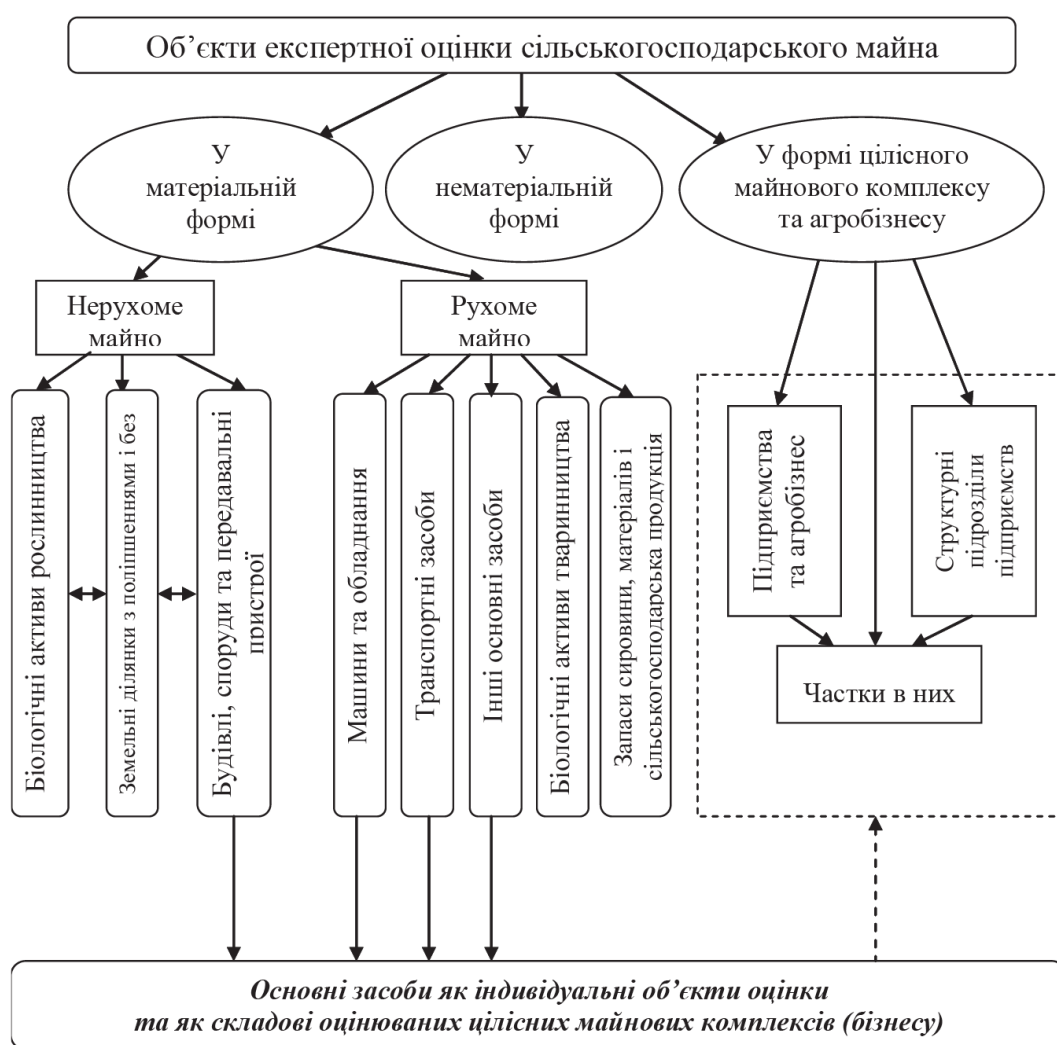 Об’єкти експертної оцінки сільськогосподарського майна
У
матеріальній
формі
У
нематеріальній
формі
У формі цілісного
майнового комплексу
та агробізнесу
Нерухоме
майно
Рухоме
майно
Біологічні активи рослинництва
Земельні ділянки з поліпшеннями і без
Будівлі, споруди та передавальні
пристрої
Машини та обладнання
Транспортні засоби
Інші основні засоби
Біологічні активи тваринництва
Запаси сировини, матеріалів і
сільськогосподарська продукція
Підприємства
та агробізнес
Структурні
підрозділи
підприємств
Частки в них
Основні засоби як індивідуальні об’єкти оцінки
та як складові оцінюваних цілісних майнових комплексів (бізнесу)